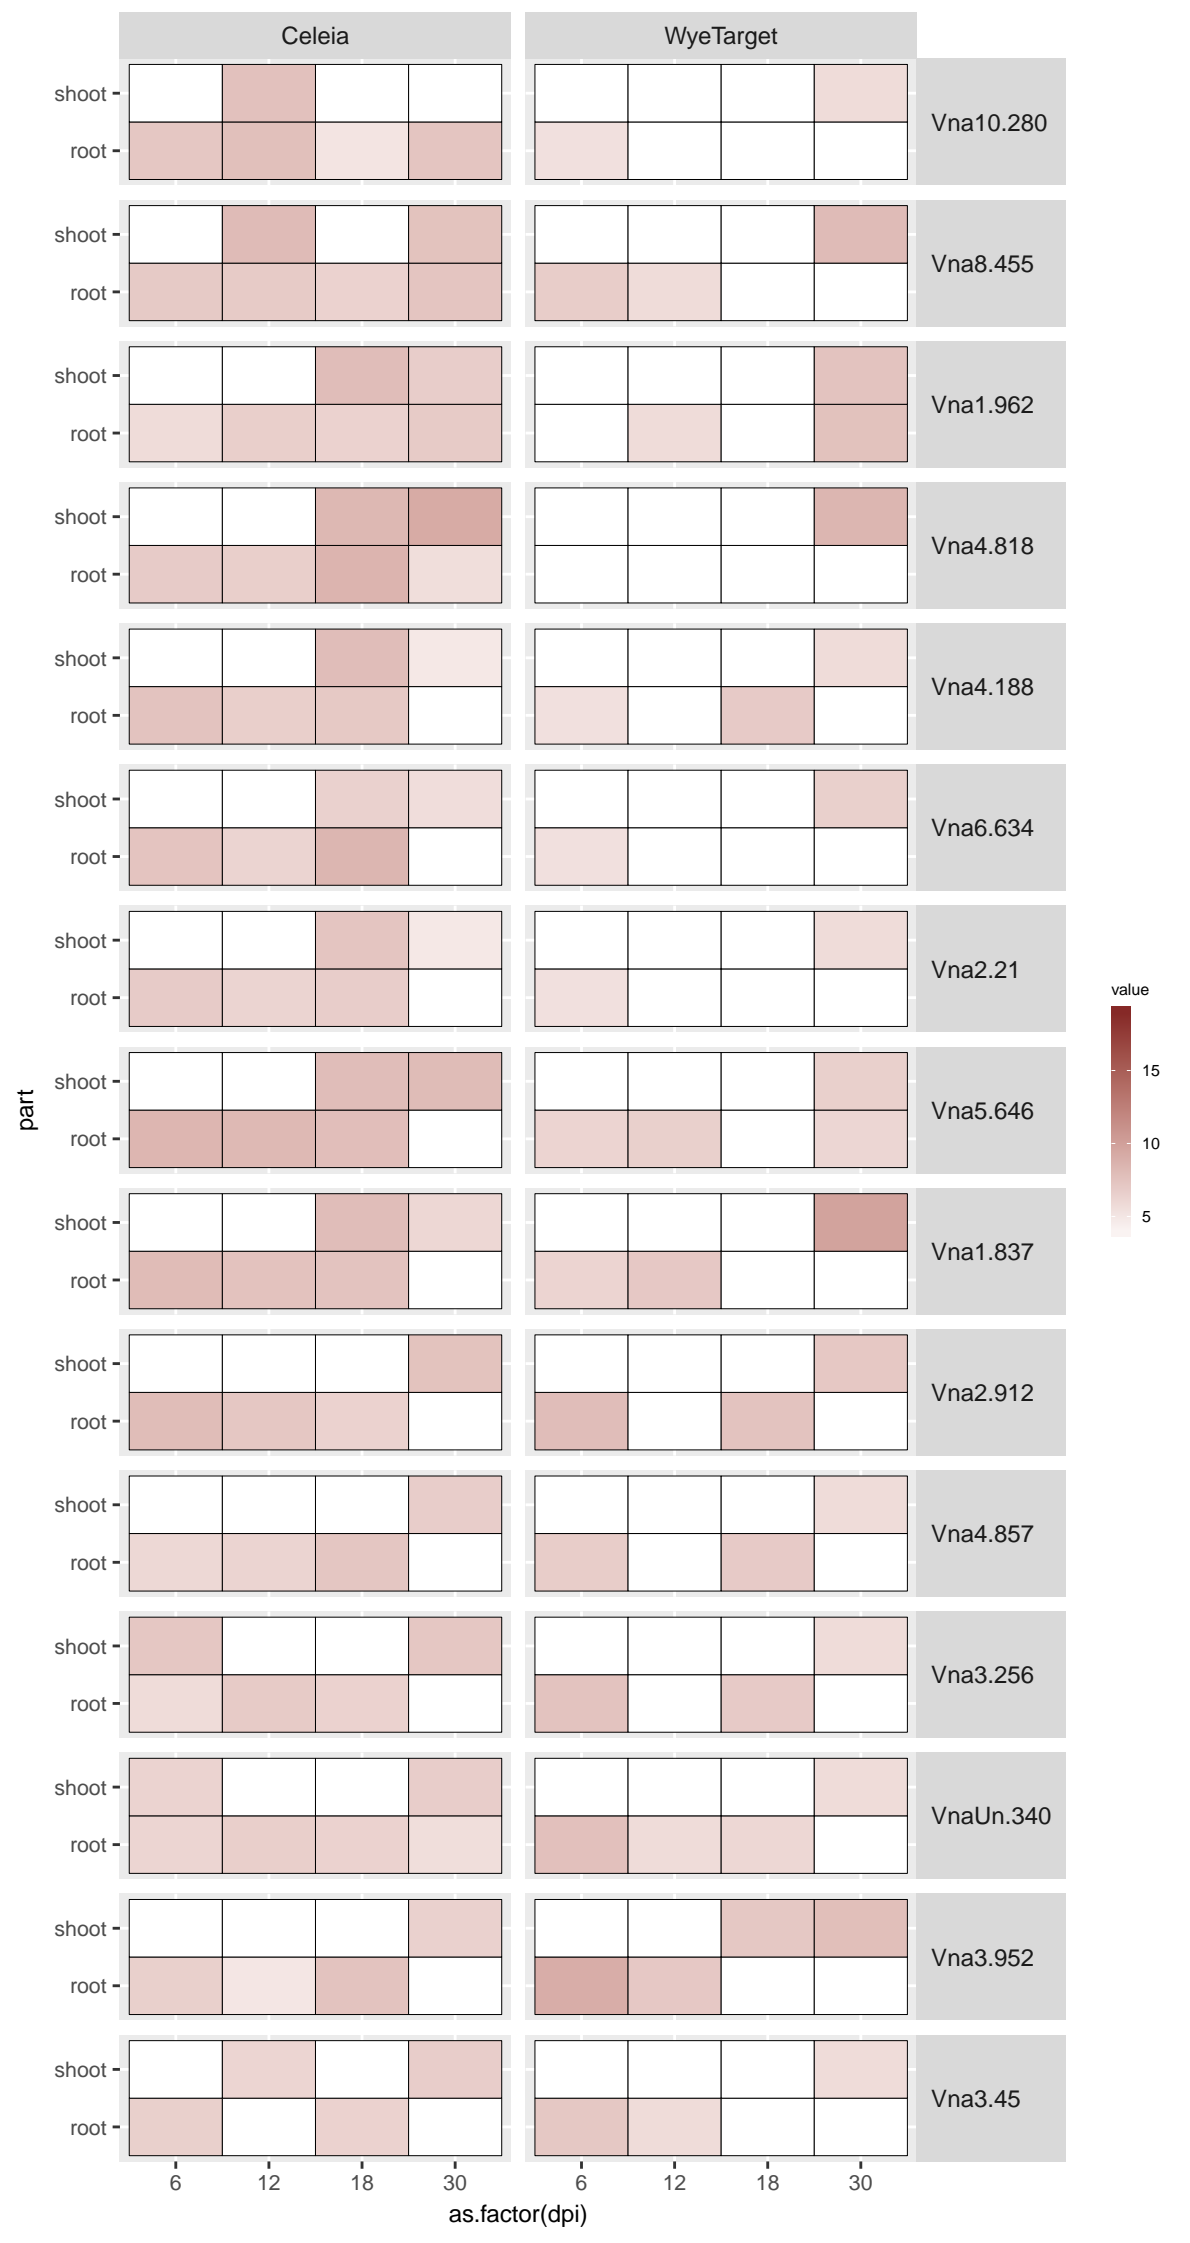 Celeia WyeTarget
shoot
root
Vna10.280
shoot
root
Vna8.455
shoot
root
Vna1.962
shoot
root
Vna4.818
shoot
root
Vna4.188
shoot
root
Vna6.634
shoot
root
Vna2.21
shoot
root
Vna5.646
shoot
root
Vna1.837
shoot
root
Vna2.912
shoot
root
Vna4.857
shoot
root
Vna3.256
shoot
root
VnaUn.340
shoot
root
Vna3.952
shoot
root
Vna3.45
6 12 18 30 6 12 18 30
as.factor(dpi)
part
value
15
10
5